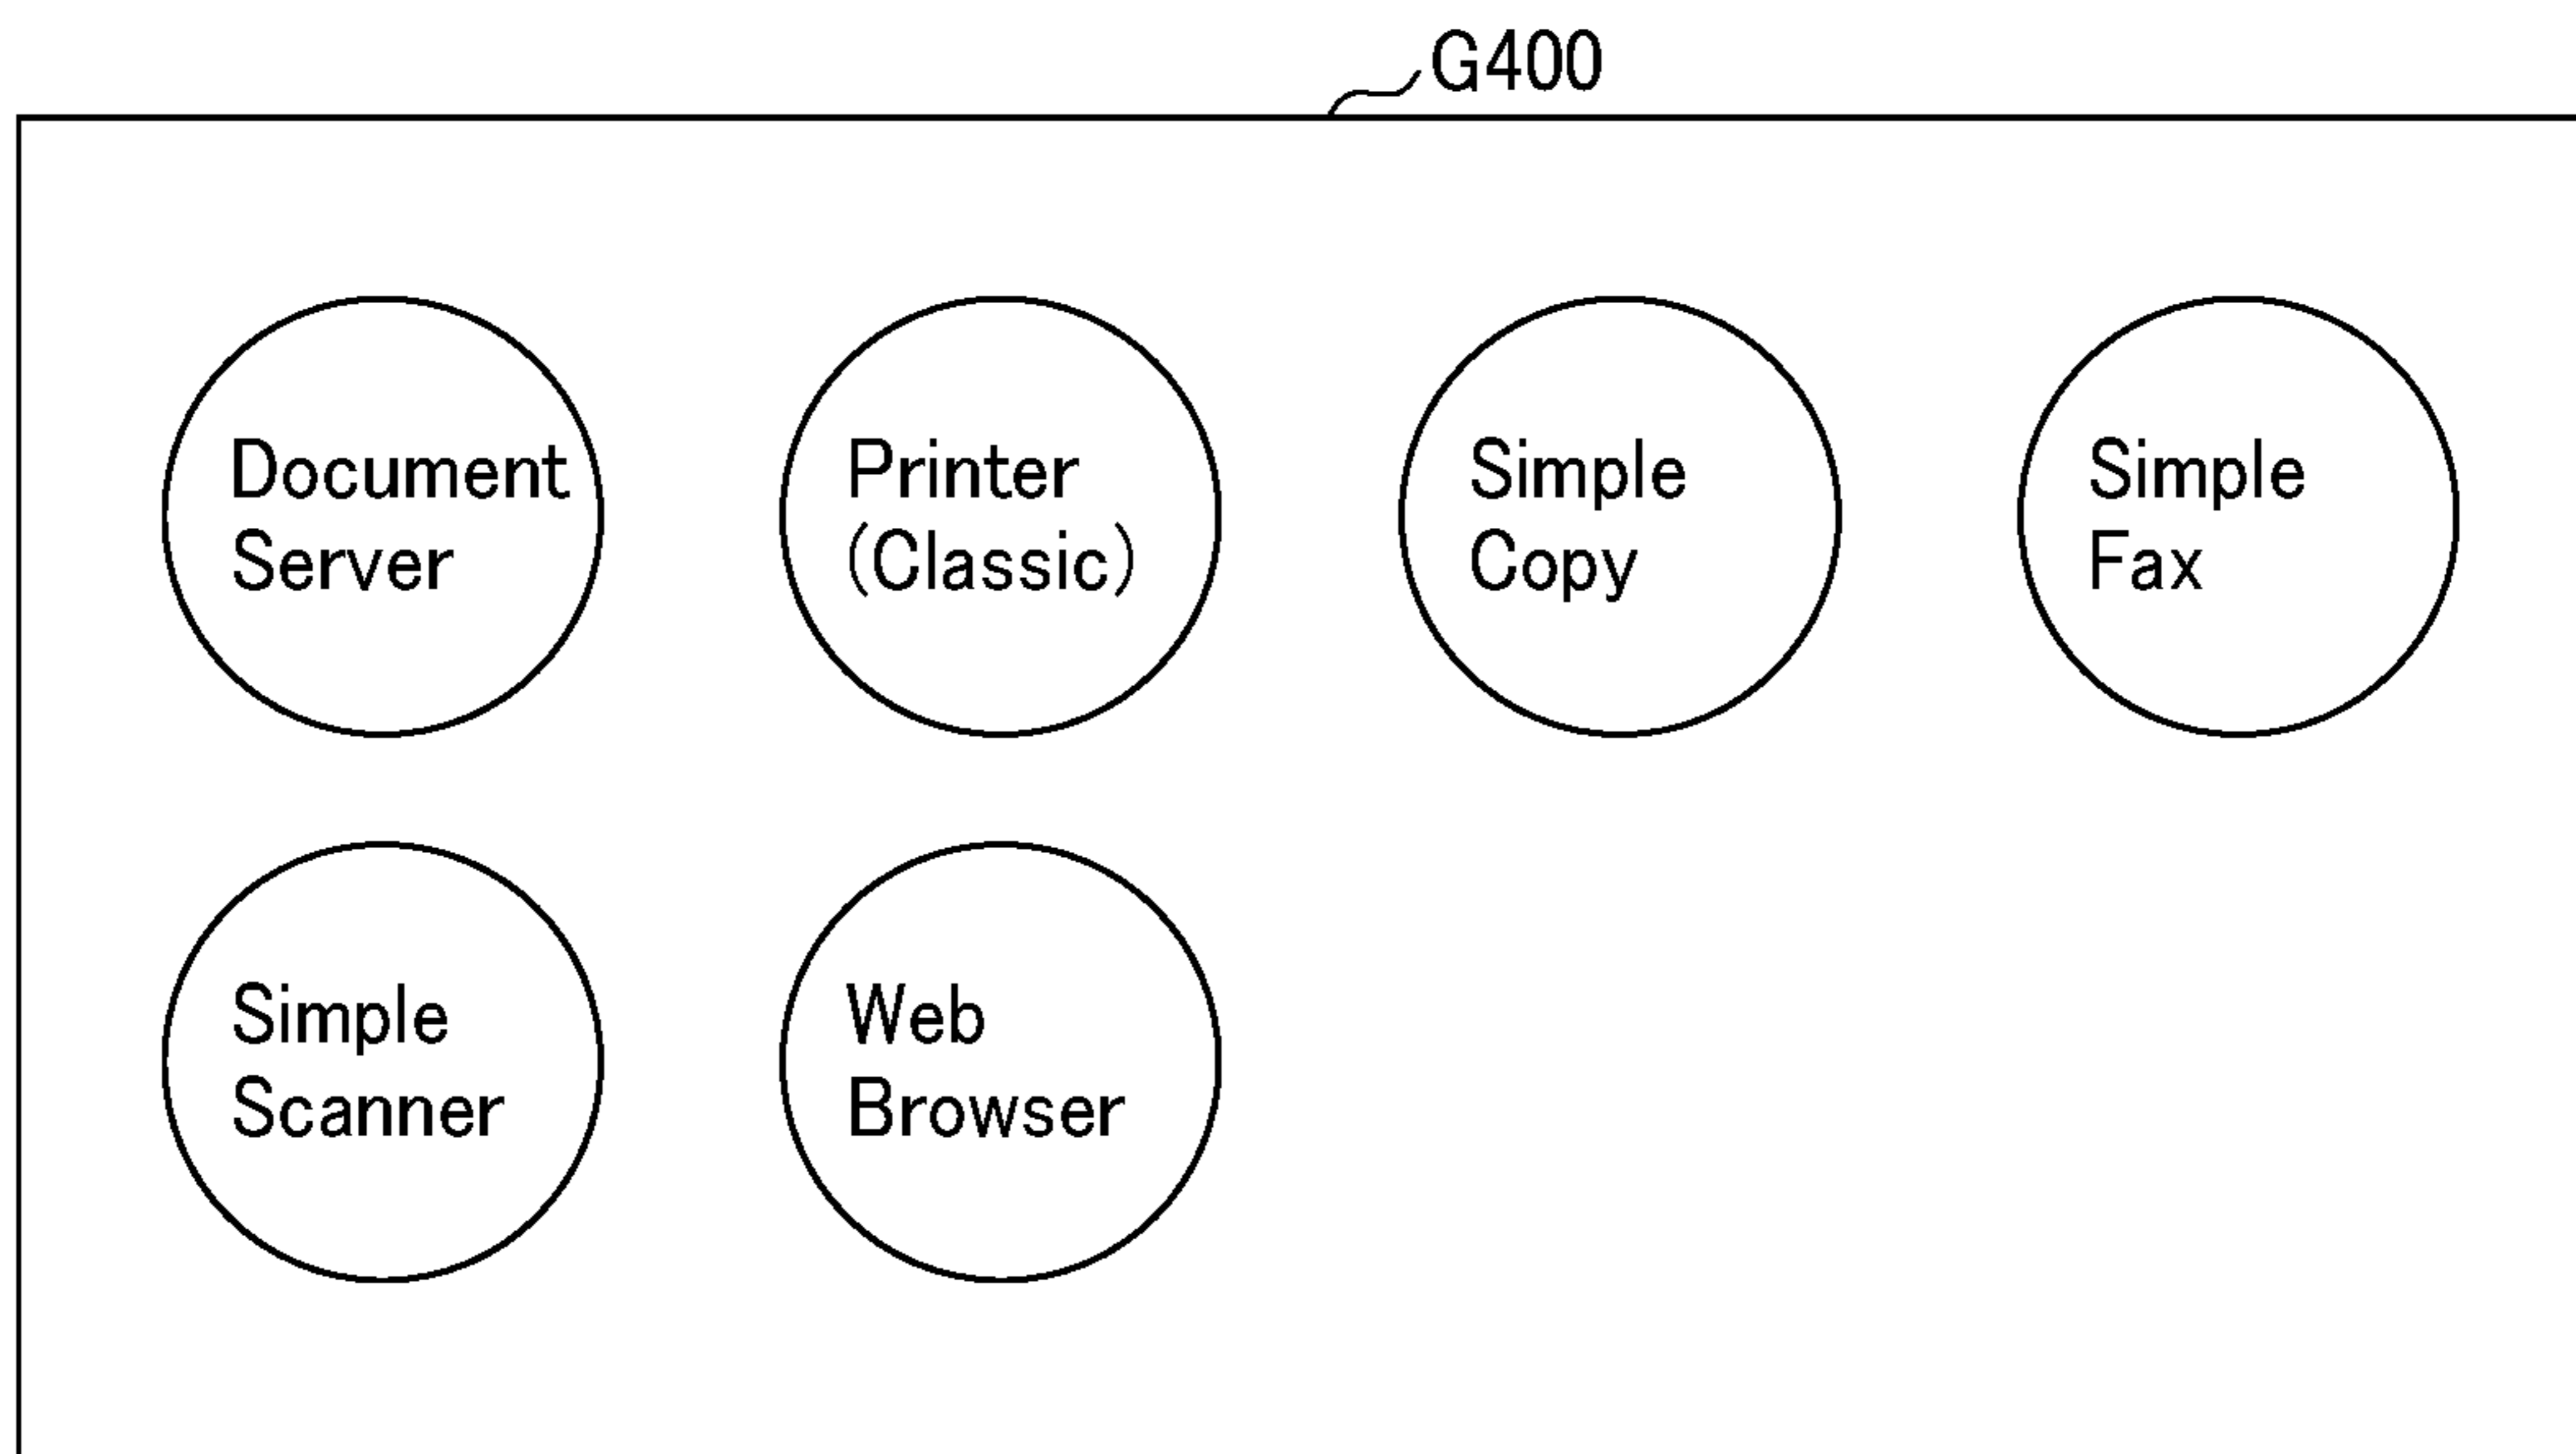 G400
Document
Server
Printer
(Classic)
Simple
Copy
Simple
Fax
Simple
Scanner
Web
Browser